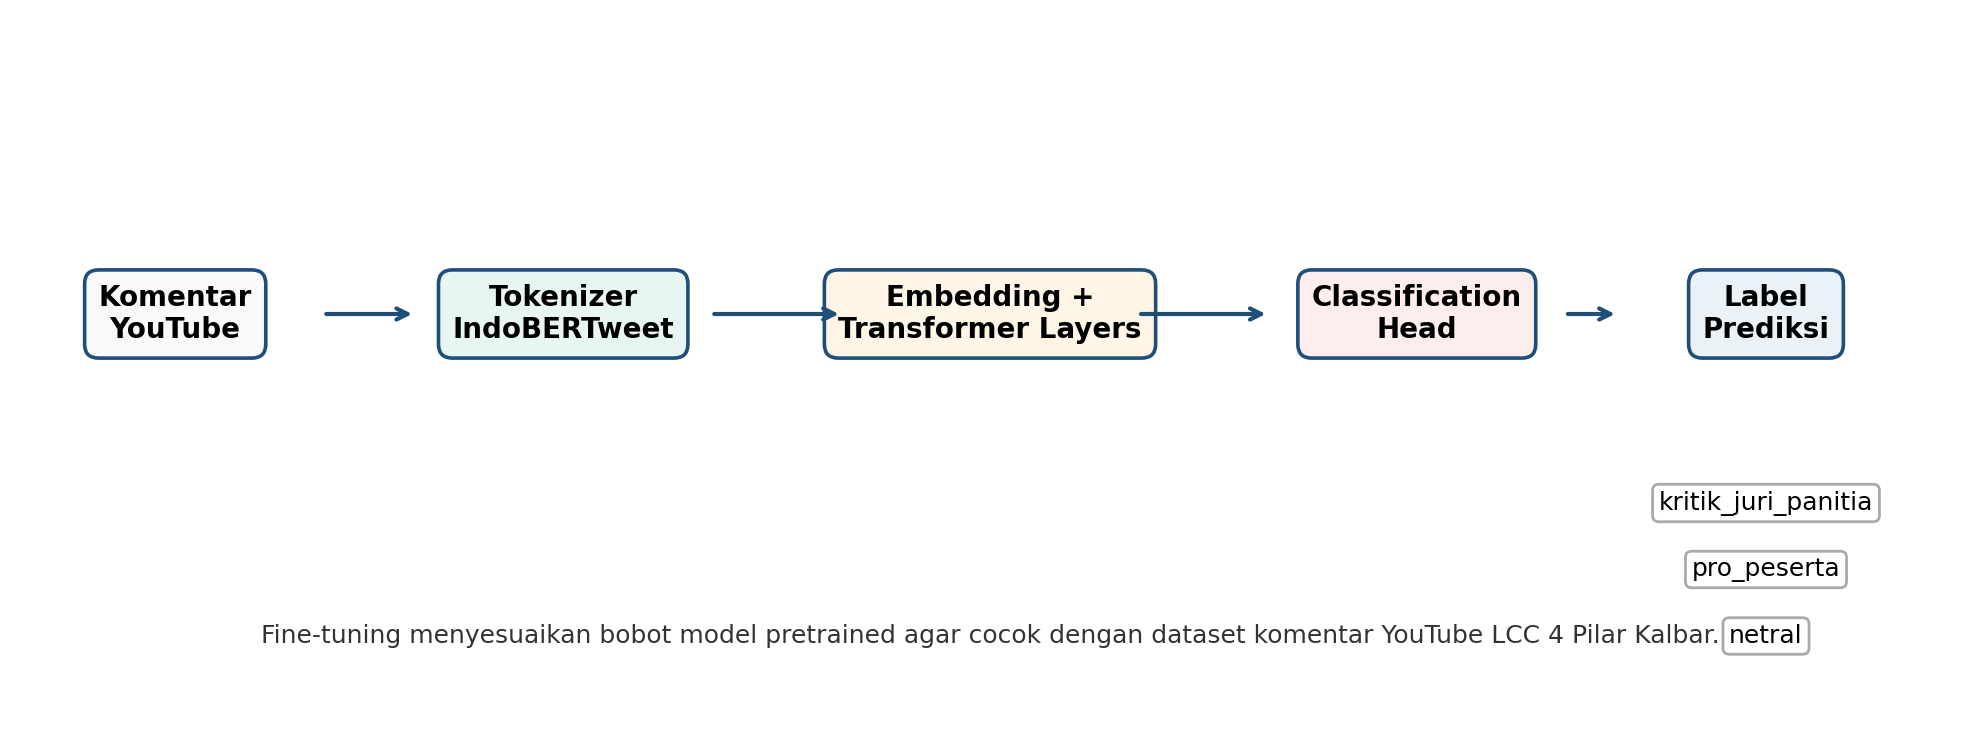 Komentar
YouTube
Tokenizer
IndoBERTweet
Embedding +
Transformer Layers
Classification
Head
Label
Prediksi
kritik_juri_panitia
pro_peserta
Fine-tuning menyesuaikan bobot model pretrained agar cocok dengan dataset komentar YouTube LCC 4 Pilar Kalbar.
netral